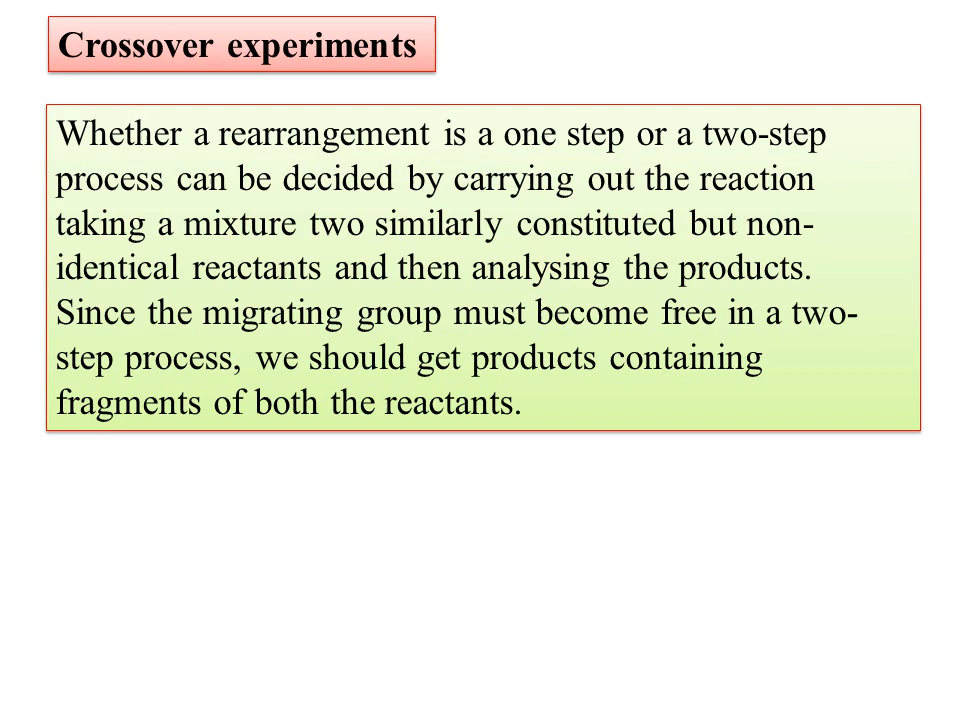 Crossover experiments
Whether a rearrangement is a one step or a two-step
process can be decided by carrying out the reaction
taking a mixture two similarly constituted but non-
identical reactants and then analysing the products.
Since the migrating group must become free in a two-
step process, we should get products containing
fragments of both the reactants.